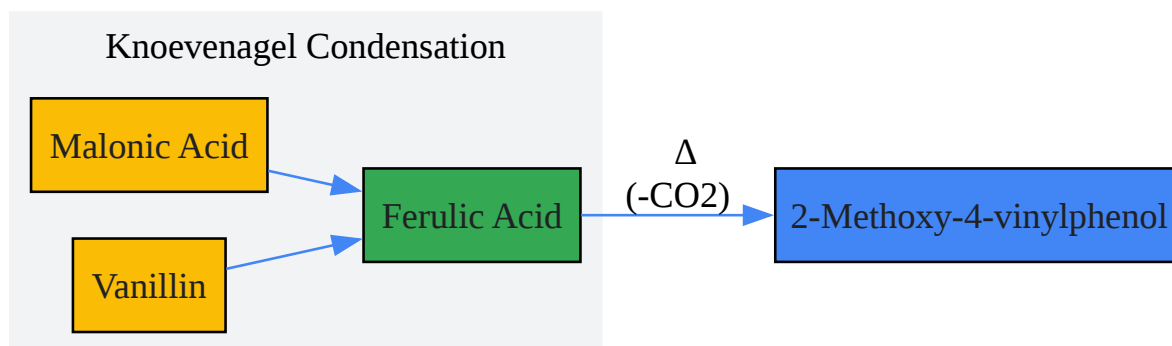 Knoevenagel Condensation
Malonic Acid
Vanillin
Ferulic Acid
Δ
(-CO2)
2-Methoxy-4-vinylphenol